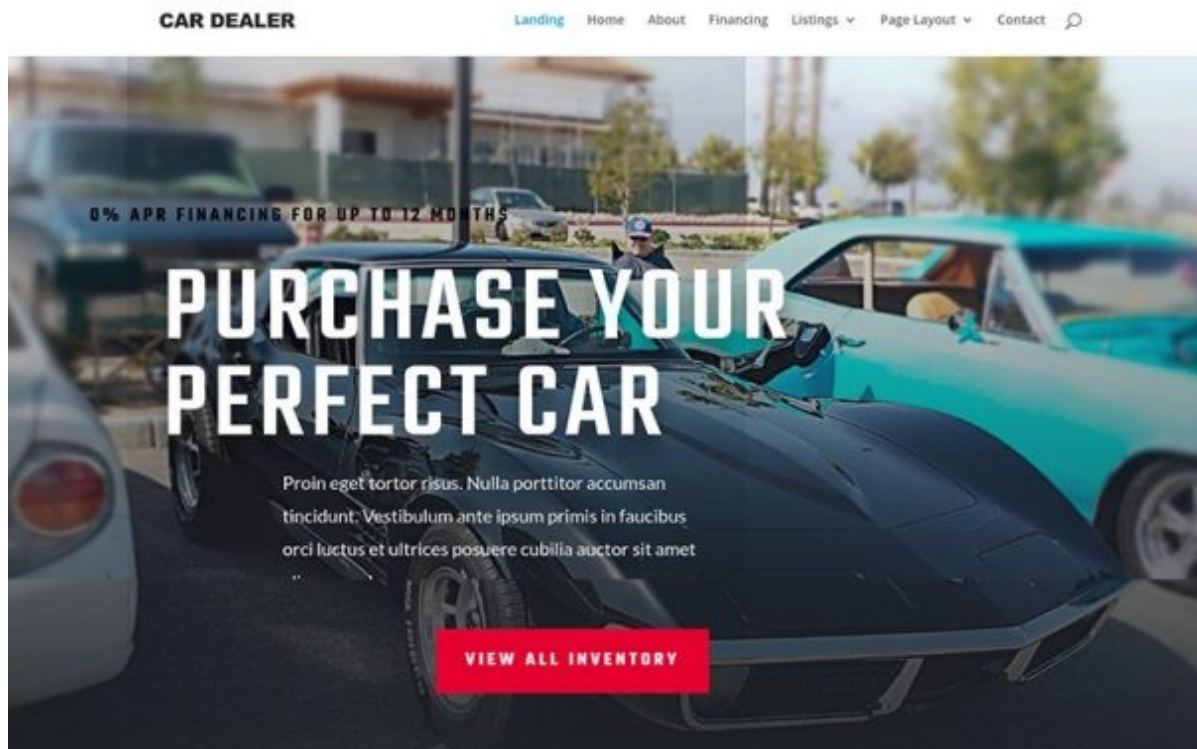 CAR DEALER
Landing Home About Financing Listings Page Layout Contact
0% APR FINANCING FOR UP TO 12 MONTHS
PURCHASE YOUR
PERFECT CAR
Proin eget tortor risus. Nulla porttitor accumsan
tincidunt. Vestibulum ante ipsum primis in faucibus
orci luctus et ultrices posuere cubilia auctor sit amet
VIEW ALL INVENTORY